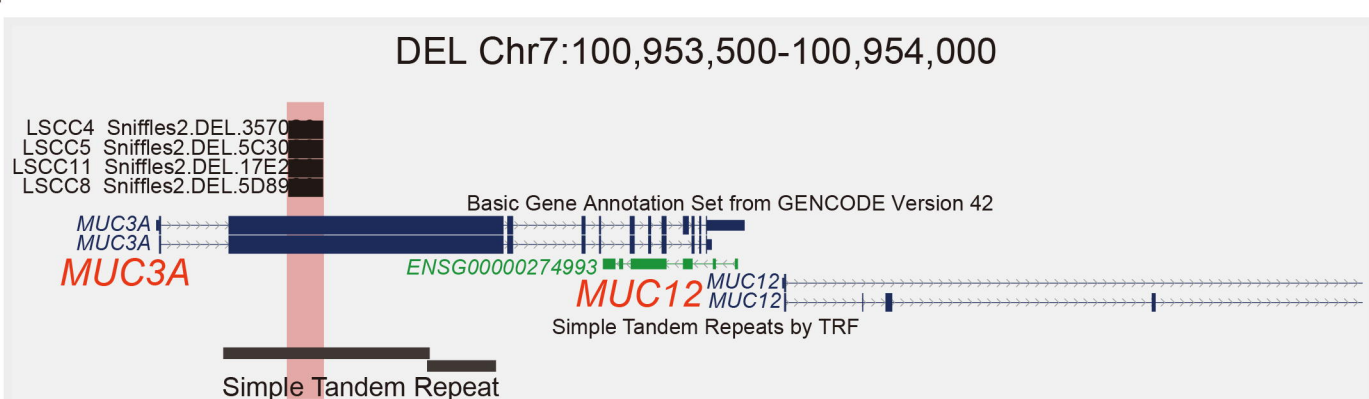 DEL Chr7:100,953,500-100,954,000
LSCC4 Sniffles2.DEL.3570
LSCC5 Sniffles2.DEL.5C30
LSCC11 Sniffles2.DEL.17E2
LSCC8 Sniffles2.DEL.5D89
Basic Gene Annotation Set from GENCODE Version 42
MUC3A
MUC3A
MUC3A
ENSG00000274993
MUC12
MUC12
MUC12
Simple Tandem Repeats by TRF
Simple Tandem Repeat